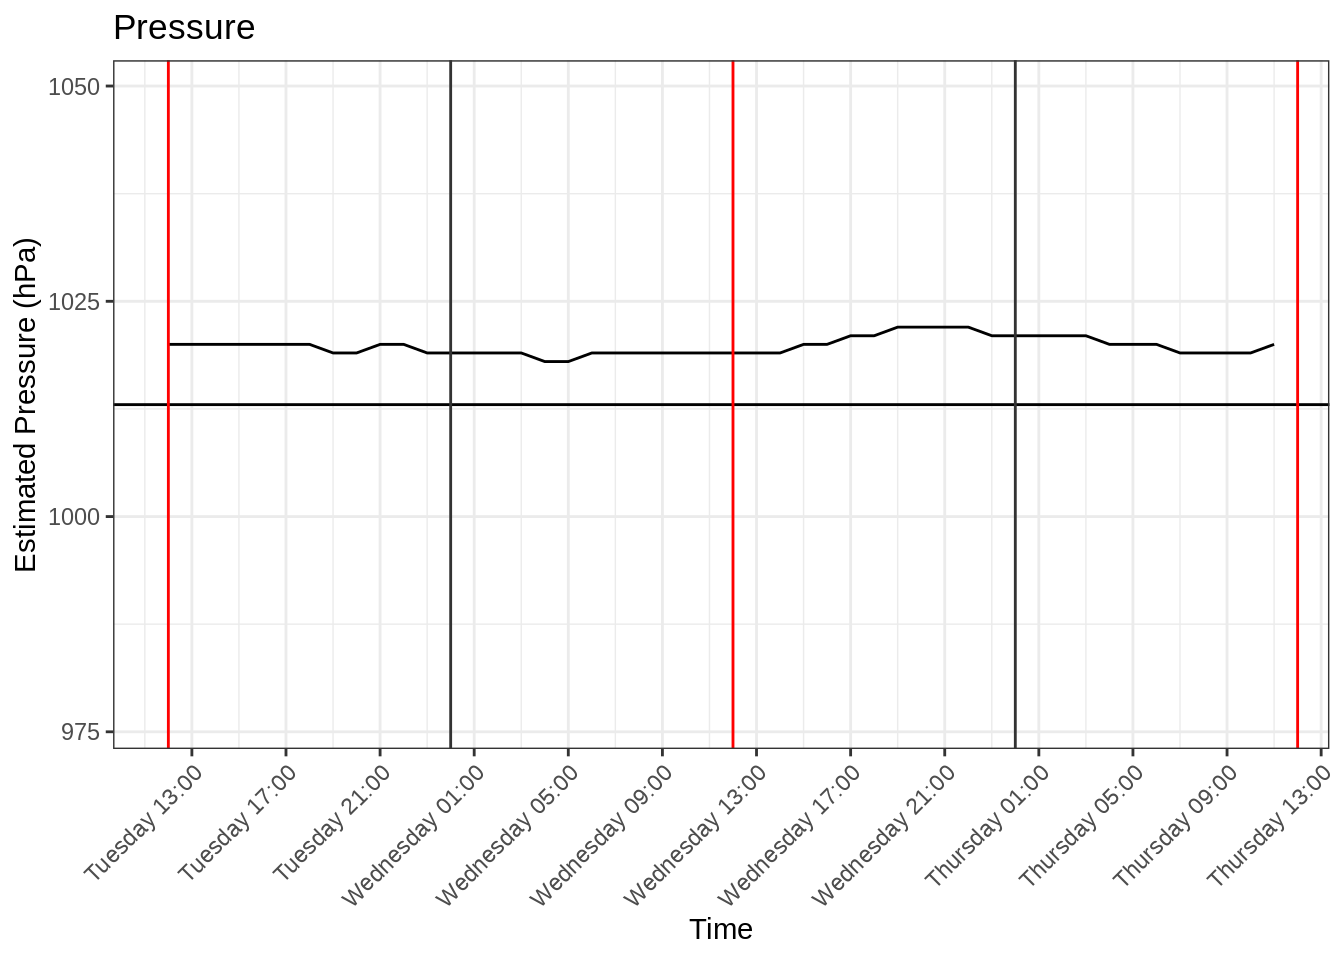 Pressure
Estimated Pressure (hPa)
1050
1025
1000
975
Tuesday 13:00
Tuesday 17:00
Tuesday 21:00
Wednesday 01:00
Wednesday 05:00
Wednesday 09:00
Wednesday 13:00
Wednesday 17:00
Wednesday 21:00
Thursday 01:00
Thursday 05:00
Thursday 09:00
Thursday 13:00
Time